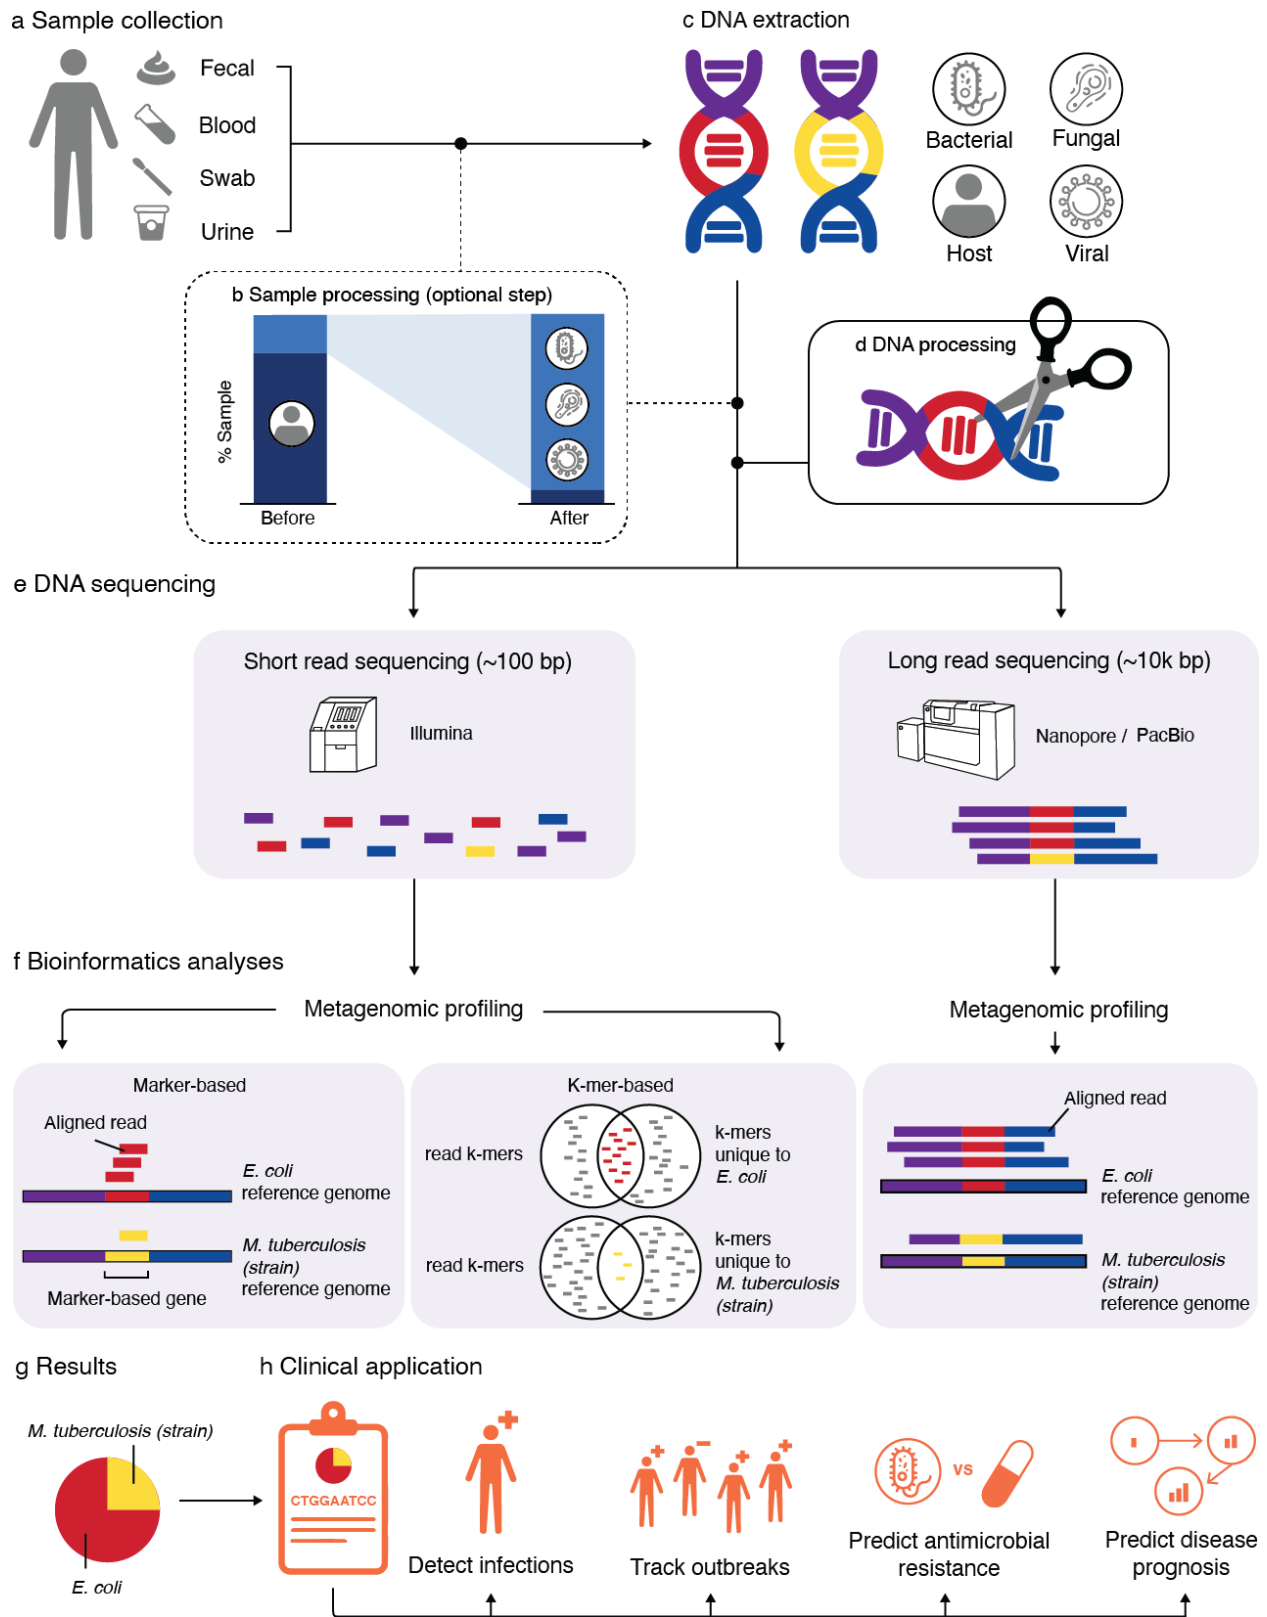 a Sample collection
Fecal
Blood
Swab
Urine
c DNA extraction
Bacterial
Fungal
Host
Viral
b Sample processing (optional step)
% Sample
Before
After
d DNA processing
e DNA sequencing
Short read sequencing (~100 bp)
Illumina
Long read sequencing (~10k bp)
Nanopore / PacBio
f Bioinformatics analyses
Metagenomic profiling
Metagenomic profiling
Marker-based
Aligned read
E. coli
reference genome
M. tuberculosis
(strain)
reference genome
Marker-based gene
K-mer-based
read k-mers
k-mers
unique to
E. coli
read k-mers
k-mers
unique to
M. tuberculosis
(strain)
Aligned read
E. coli
reference genome
M. tuberculosis
(strain)
reference genome
g Results
M. tuberculosis (strain)
E. coli
h Clinical application
CTGGAATCC
Detect infections
Track outbreaks
vs
Predict antimicrobial
resistance
Predict disease
prognosis